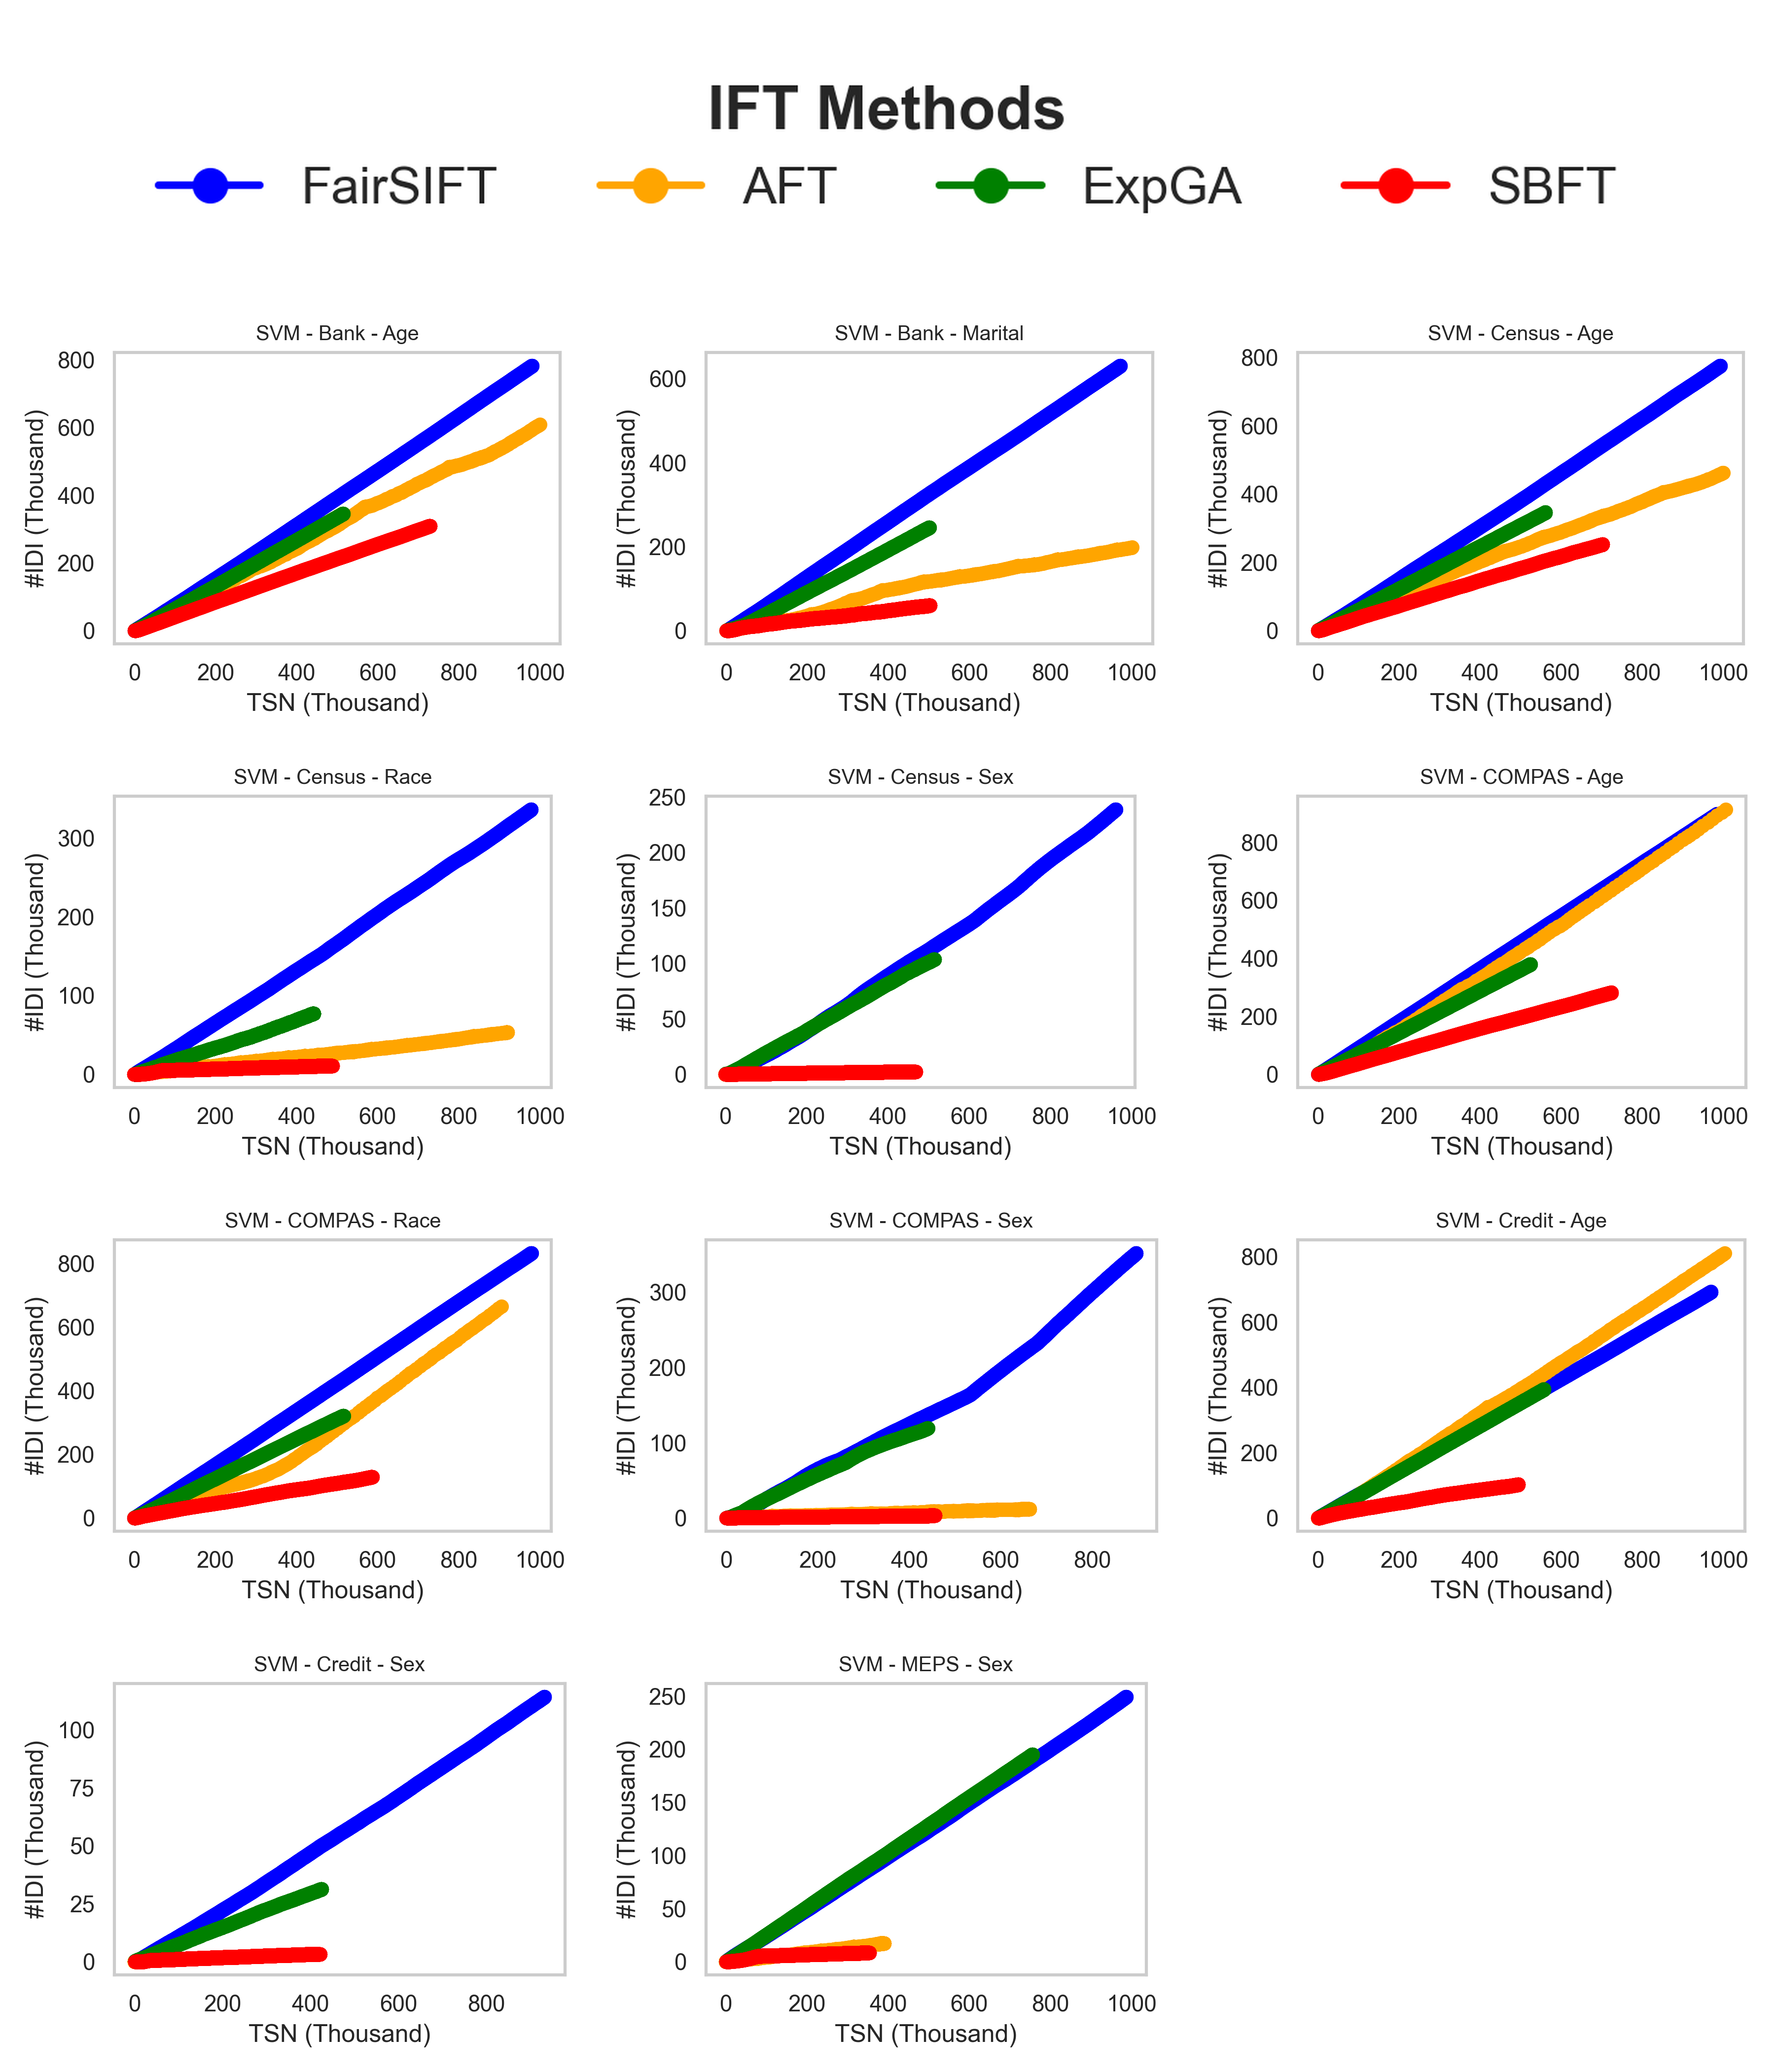 IFT Methods
FairSIFT AFT ExpGA SBFT
SVM - Bank - Age
#IDI (Thousand)
800
600
400
200
0
0 200 400 600 800 1000
TSN (Thousand)
SVM - Bank - Marital
#IDI (Thousand)
600
400
200
0
0 200 400 600 800 1000
TSN (Thousand)
SVM - Census - Age
#IDI (Thousand)
800
600
400
200
0
0 200 400 600 800 1000
TSN (Thousand)
SVM - Census - Race
#IDI (Thousand)
300
200
100
0
0 200 400 600 800 1000
TSN (Thousand)
SVM - Census - Sex
#IDI (Thousand)
250
200
150
100
50
0
0 200 400 600 800 1000
TSN (Thousand)
SVM - COMPAS - Age
#IDI (Thousand)
800
600
400
200
0
0 200 400 600 800 1000
TSN (Thousand)
SVM - COMPAS - Race
#IDI (Thousand)
800
600
400
200
0
0 200 400 600 800 1000
TSN (Thousand)
SVM - COMPAS - Sex
#IDI (Thousand)
300
200
100
0
0 200 400 600 800
TSN (Thousand)
SVM - Credit - Age
#IDI (Thousand)
800
600
400
200
0
0 200 400 600 800 1000
TSN (Thousand)
SVM - Credit - Sex
#IDI (Thousand)
100
75
50
25
0
0 200 400 600 800
TSN (Thousand)
SVM - MEPS - Sex
#IDI (Thousand)
250
200
150
100
50
0
0 200 400 600 800 1000
TSN (Thousand)